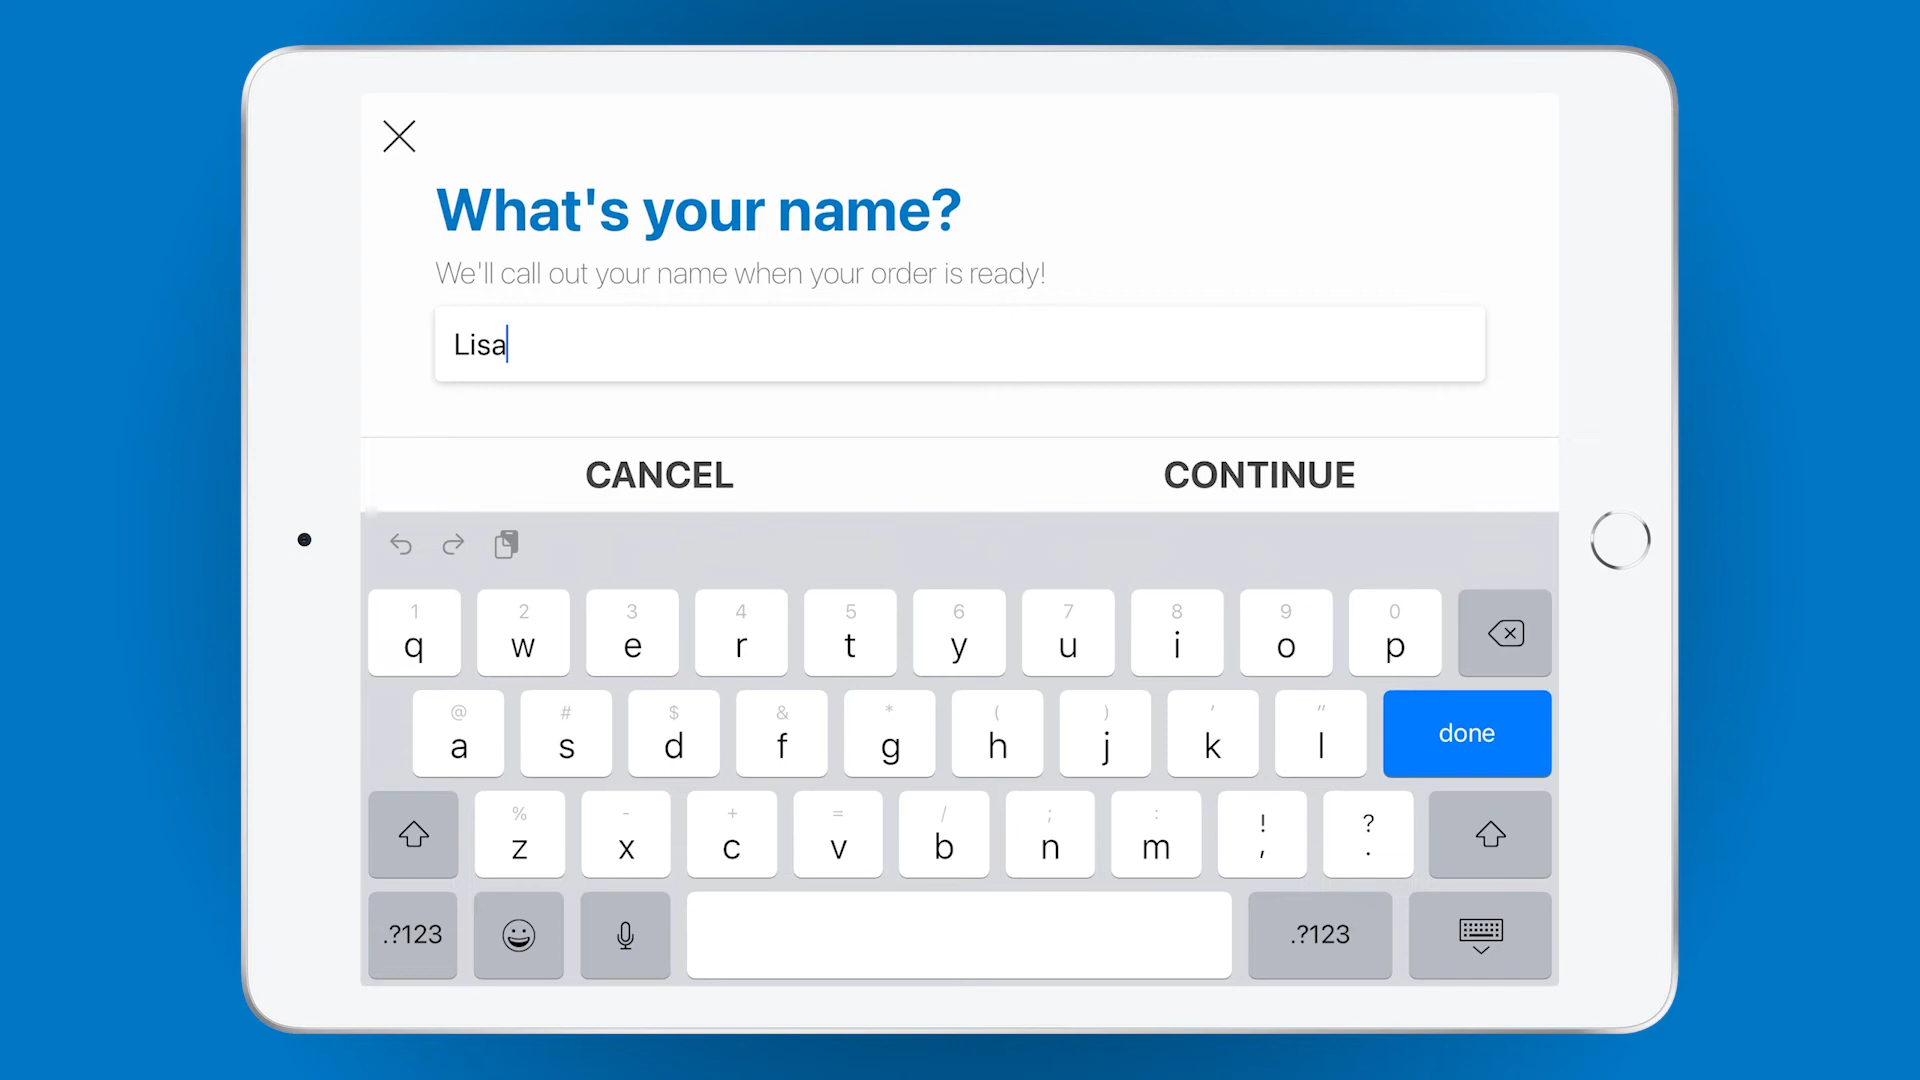 What's your name?
We'll call out your name when your order is ready!
Lisa
CANCEL CONTINUE
1 2 3 4 5 6 7 8 9 0
q w e r t y u i o p
@ # $ & * ( ) ' "
a s d f g h j k l done
% - + = / ; : ! ?
z x c v b n m , .
.?123 .?123